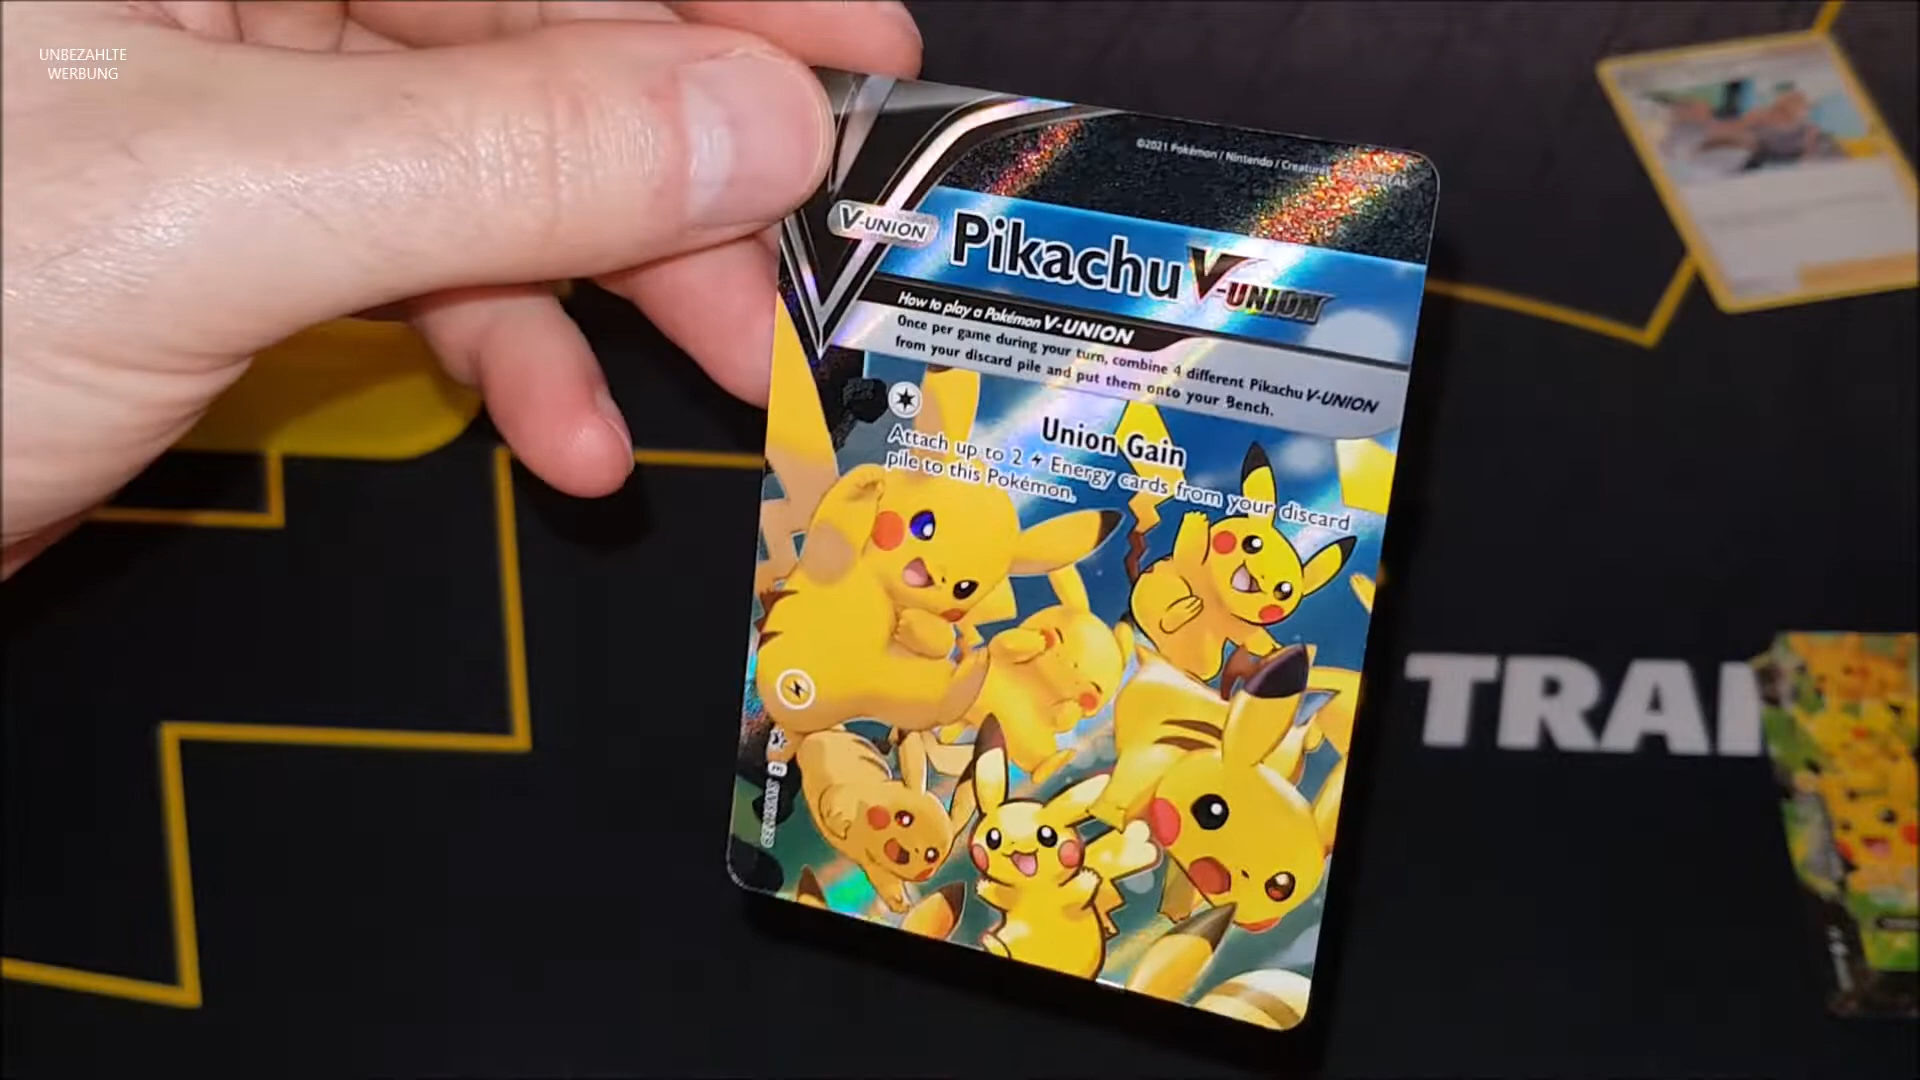 UNBEZAHLTE
WERBUNG
©2021 Pokémon / Nintendo / Creatures
V-UNION
Pikachu V-UNION
How to play a Pokémon V-UNION
Once per game during your turn, combine 4 different Pikachu V-UNION
from your discard pile and put them onto your Bench.
Union Gain
Attach up to 2 Energy cards from your discard
pile to this Pokémon.
TRAI